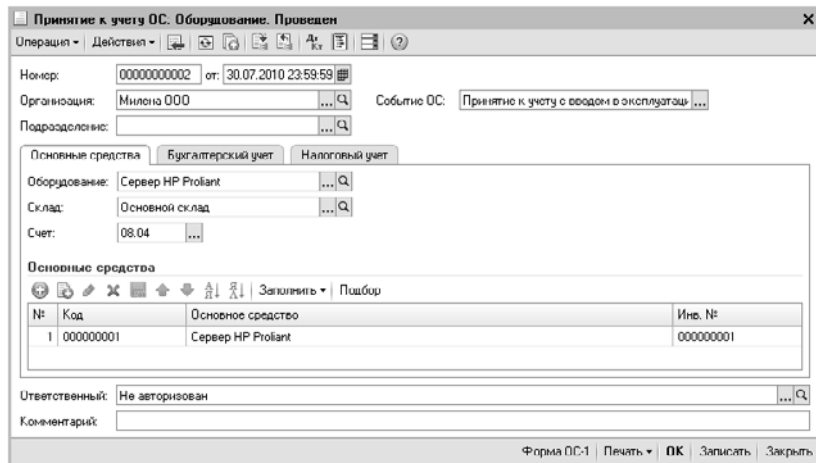 Принятие к учету ОС. Оборудование. Проведен
Операция Действия Дт Кт
Номер: 00000000002 от: 30.07.2010 23:59:59
Организация: Милена ООО ... Событие ОС: Принятие к учету с вводом в эксплуатаци ...
Подразделение: ...
Основные средства Бухгалтерский учет Налоговый учет
Оборудование: Сервер HP Proliant ...
Склад: Основной склад ...
Счет: 08.04 ...
Основные средства
Заполнить Подбор
№ Код Основное средство Инв. №
1 000000001 Сервер HP Proliant 000000001
Ответственный: Не авторизован ...
Комментарий:
Форма ОС-1 Печать OK Записать Закрыть